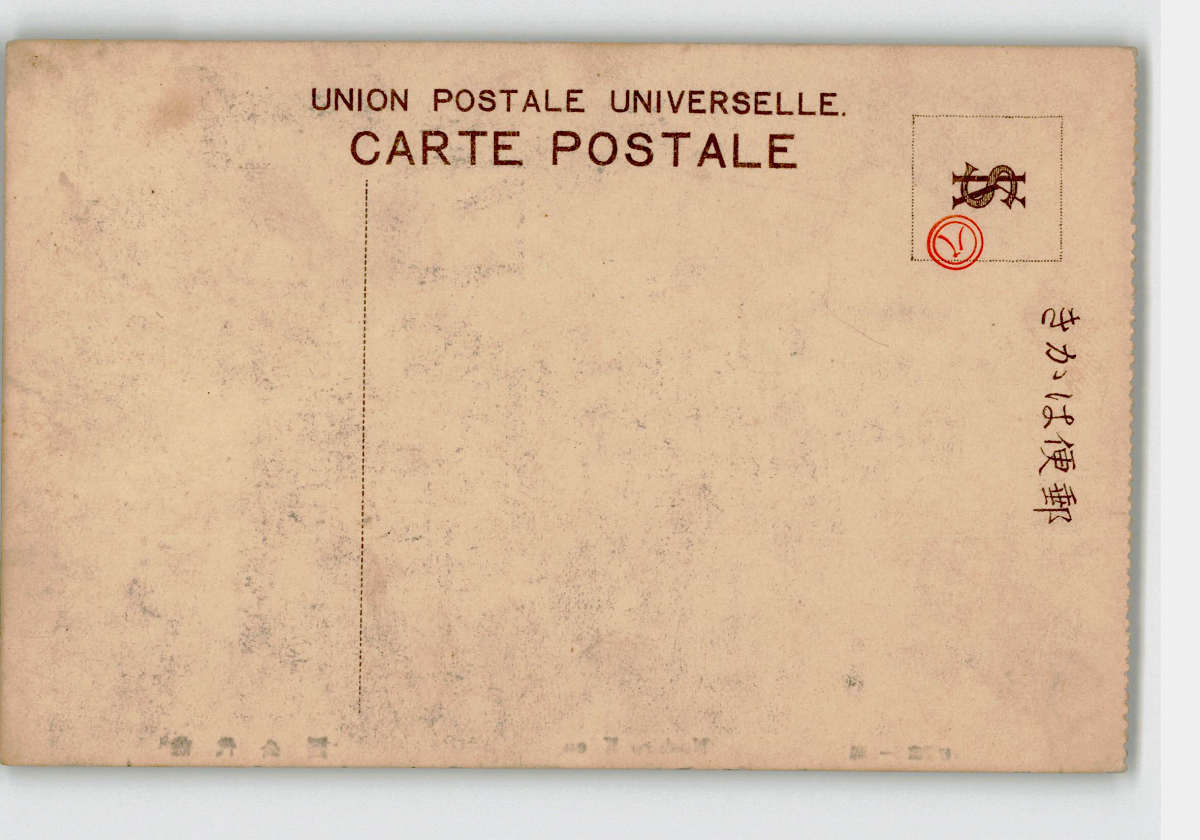 UNION POSTALE UNIVERSELLE.
CARTE POSTALE
きかは便郵